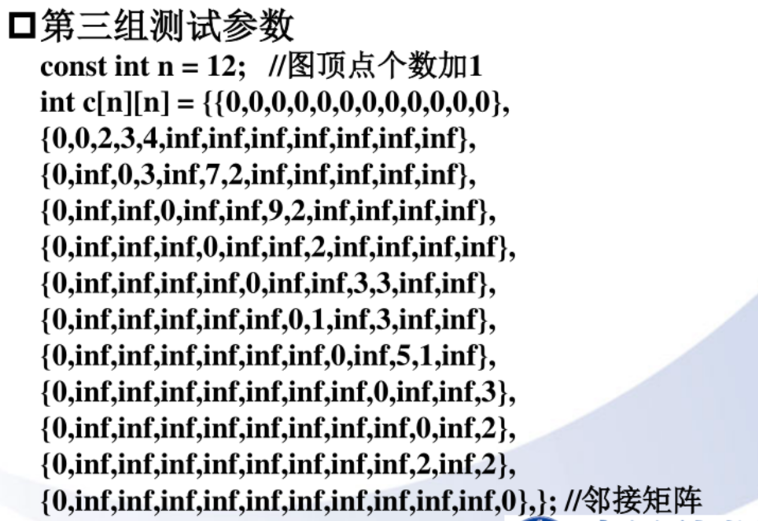 第三组测试参数
const int n = 12; //图顶点个数加1
int c[n][n] = {{0,0,0,0,0,0,0,0,0,0,0,0},
{0,0,2,3,4,inf,inf,inf,inf,inf,inf,inf},
{0,inf,0,3,inf,7,2,inf,inf,inf,inf,inf},
{0,inf,inf,0,inf,inf,9,2,inf,inf,inf,inf},
{0,inf,inf,inf,0,inf,inf,2,inf,inf,inf,inf},
{0,inf,inf,inf,inf,0,inf,inf,3,3,inf,inf},
{0,inf,inf,inf,inf,inf,0,1,inf,3,inf,inf},
{0,inf,inf,inf,inf,inf,inf,0,inf,5,1,inf},
{0,inf,inf,inf,inf,inf,inf,inf,0,inf,inf,3},
{0,inf,inf,inf,inf,inf,inf,inf,inf,0,inf,2},
{0,inf,inf,inf,inf,inf,inf,inf,inf,2,inf,2},
{0,inf,inf,inf,inf,inf,inf,inf,inf,inf,inf,0},}; //邻接矩阵